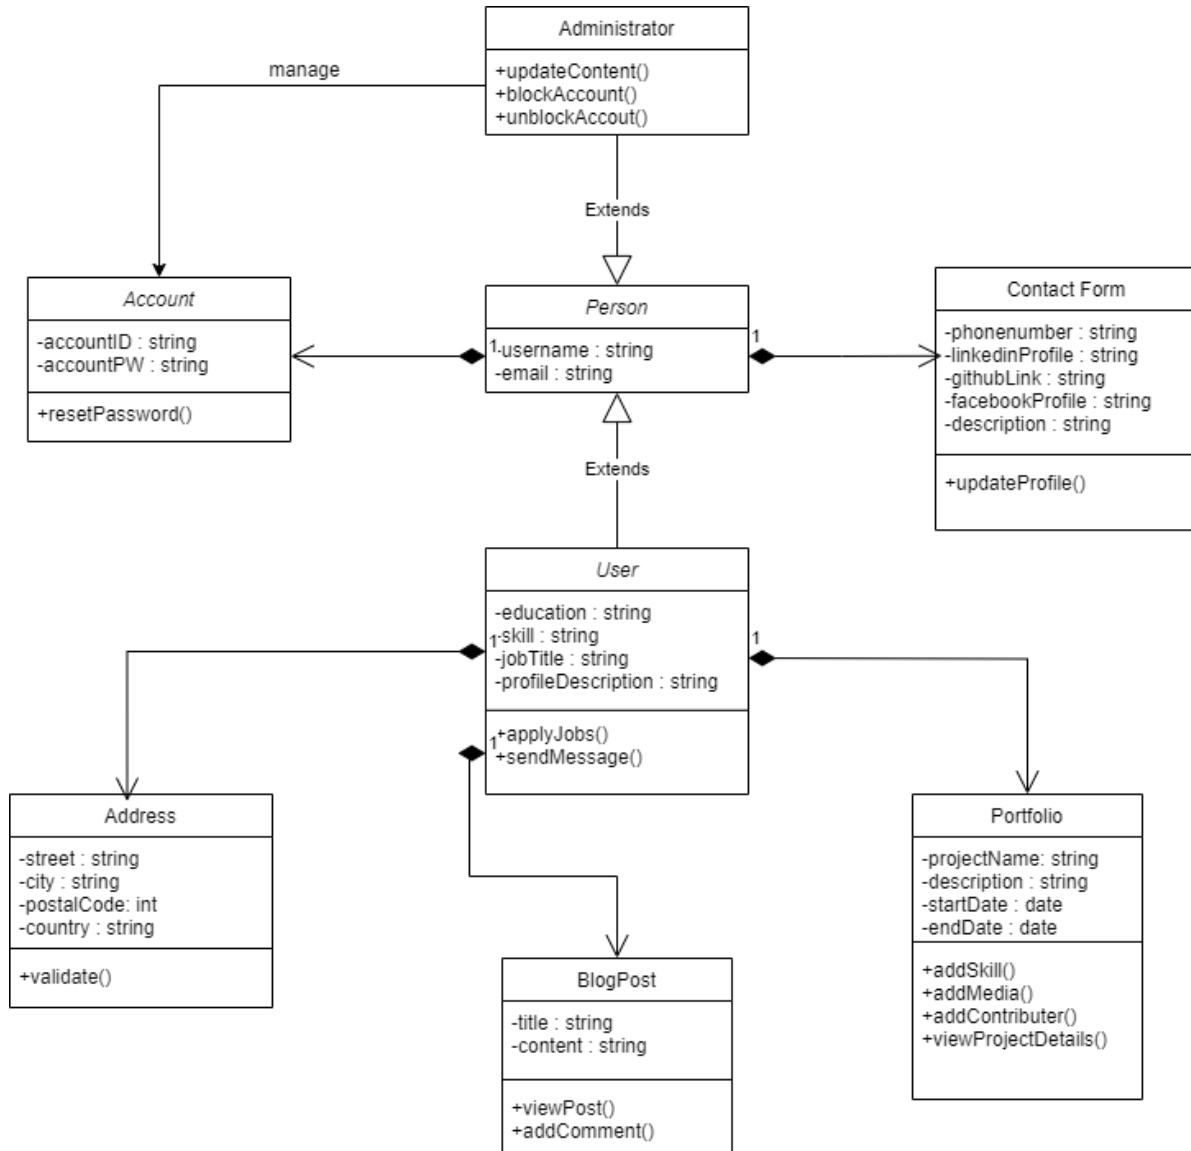 Administrator
+updateContent()
+blockAccount()
+unblockAccout()
manage
Extends
Account
-accountID : string
-accountPW : string
+resetPassword()
Person
1
-username : string
-email : string
1
Contact Form
-phonenumber : string
-linkedinProfile : string
-githubLink : string
-facebookProfile : string
-description : string
+updateProfile()
Extends
User
-education : string
1
-skill : string
-jobTitle : string
-profileDescription : string
1
+applyJobs()
1
+sendMessage()
Address
-street : string
-city : string
-postalCode: int
-country : string
+validate()
BlogPost
-title : string
-content : string
+viewPost()
+addComment()
Portfolio
-projectName: string
-description : string
-startDate : date
-endDate : date
+addSkill()
+addMedia()
+addContributer()
+viewProjectDetails()